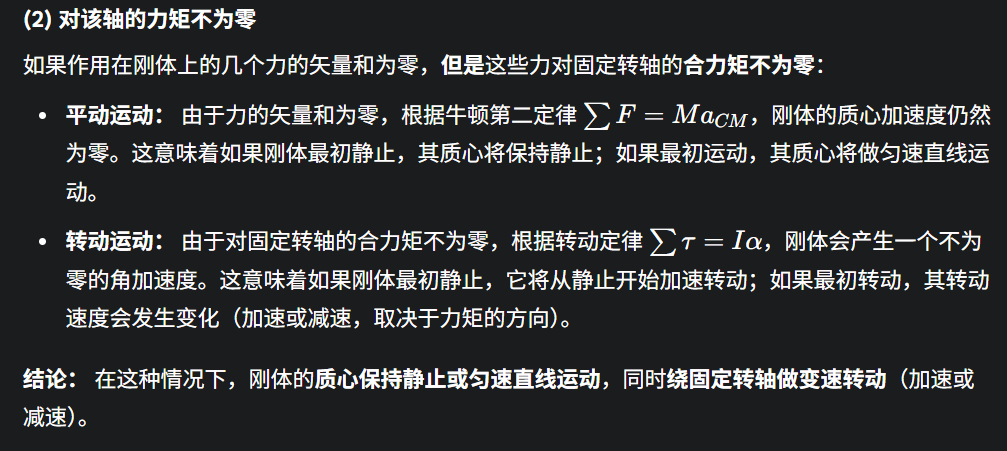 (2) 对该轴的力矩不为零
如果作用在刚体上的几个力的矢量和为零，但是这些力对固定转轴的合力矩不为零：
• 平动运动： 由于力的矢量和为零，根据牛顿第二定律 ∑F = Ma_{CM}，刚体的质心加速度仍然
为零。这意味着如果刚体最初静止，其质心将保持静止；如果最初运动，其质心将做匀速直线运
动。
• 转动运动： 由于对固定转轴的合力矩不为零，根据转动定律 ∑τ = Iα，刚体会产生一个不为
零的角加速度。这意味着如果刚体最初静止，它将从静止开始加速转动；如果最初转动，其转动
速度会发生变化（加速或减速，取决于力矩的方向）。
结论： 在这种情况下，刚体的质心保持静止或匀速直线运动，同时绕固定转轴做变速转动（加速或
减速）。